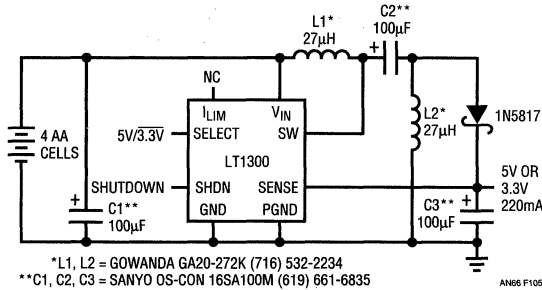 L1*
27µH
C2**
100µF
+
NC
I_LIM
V_IN
5V/3.3V
SELECT
SW
L2*
27µH
1N5817
4 AA
CELLS
LT1300
SHUTDOWN
SHDN
SENSE
5V OR
3.3V
220mA
GND
PGND
+
C1**
100µF
C3**
100µF
+
*L1, L2 = GOWANDA GA20-272K (716) 532-2234
**C1, C2, C3 = SANYO OS-CON 16SA100M (619) 661-6835
AN66 F105